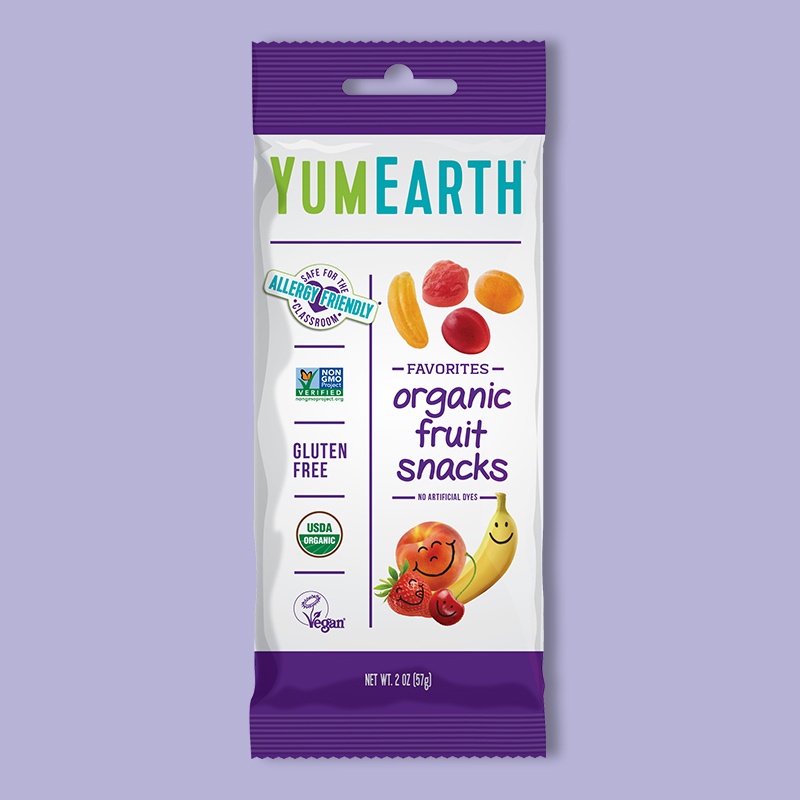 YUMEARTH®
SAFE FOR THE
ALLERGY FRIENDLY
• CLASSROOM •
NON
GMO
Project
VERIFIED
nongmoproject.org
GLUTEN
FREE
USDA
ORGANIC
Vegan
FAVORITES
organic
fruit
snacks
NO ARTIFICIAL DYES
NET WT. 2 OZ (57g)